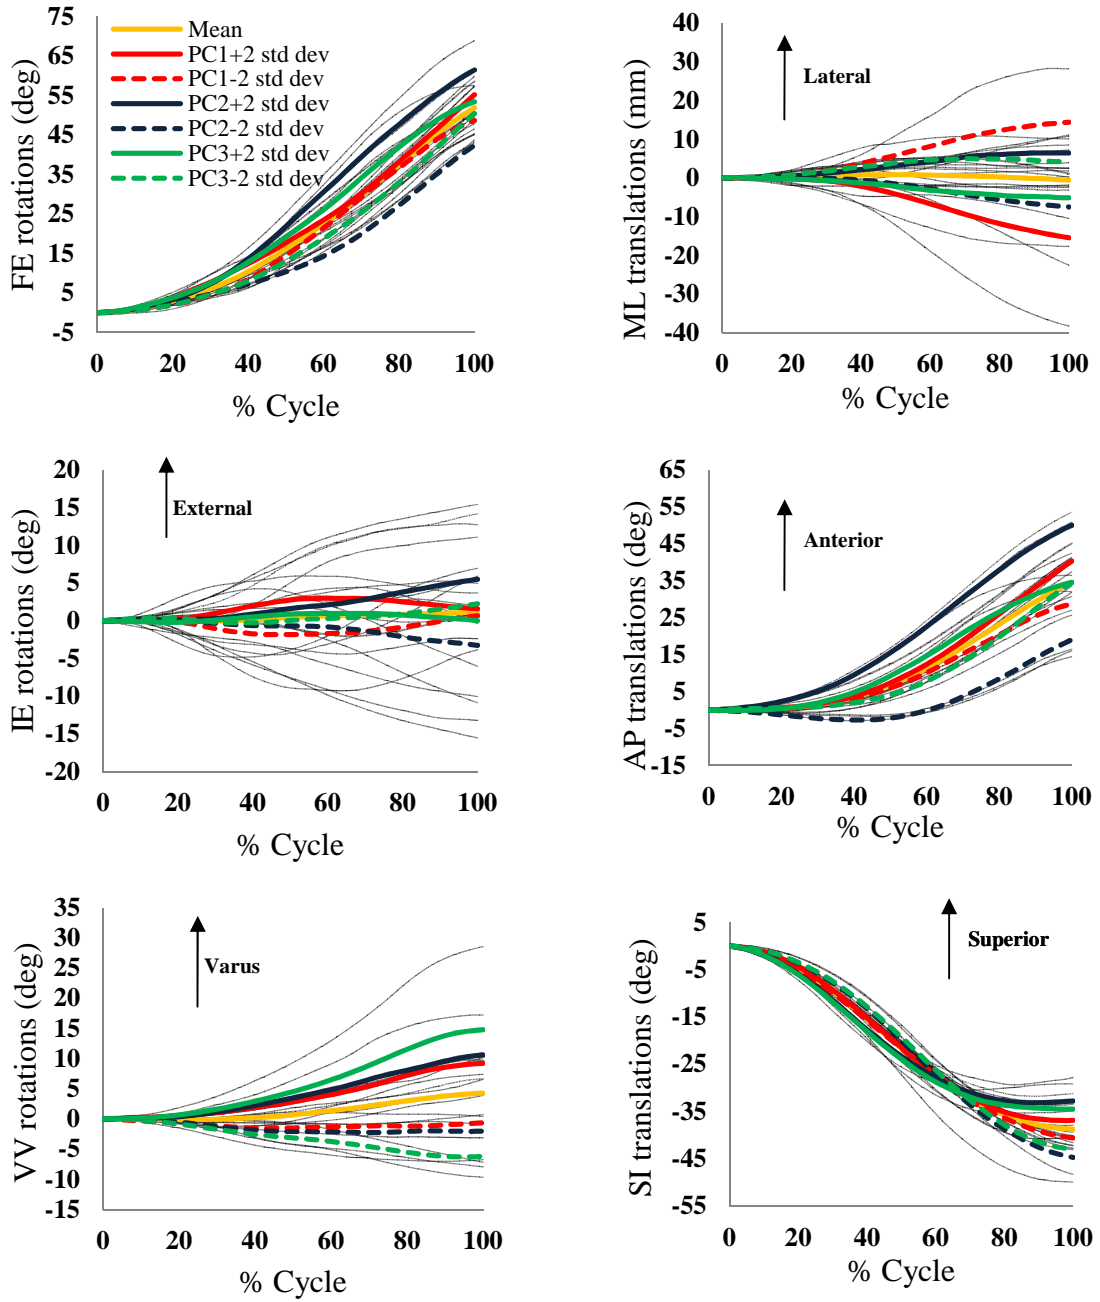 75
65
55
45
35
25
15
5
-5
FE rotations (deg)
Mean
PC1+2 std dev
PC1-2 std dev
PC2+2 std dev
PC2-2 std dev
PC3+2 std dev
PC3-2 std dev
0 20 40 60 80 100
% Cycle
40
30
20
10
0
-10
-20
-30
-40
ML translations (mm)
Lateral
0 20 40 60 80 100
% Cycle
20
15
10
5
0
-5
-10
-15
-20
IE rotations (deg)
External
0 20 40 60 80 100
% Cycle
65
55
45
35
25
15
5
-5
-15
AP translations (deg)
Anterior
0 20 40 60 80 100
% Cycle
35
30
25
20
15
10
5
0
-5
-10
-15
VV rotations (deg)
Varus
0 20 40 60 80 100
% Cycle
5
-5
-15
-25
-35
-45
-55
SI translations (deg)
Superior
0 20 40 60 80 100
% Cycle